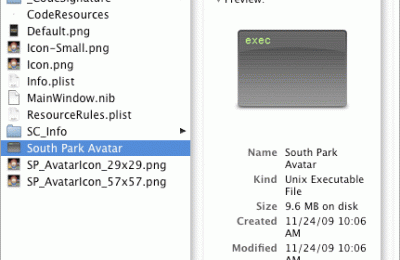 _CodeSignature
CodeResources
Default.png
Icon-Small.png
Icon.png
Info.plist
MainWindow.nib
ResourceRules.plist
SC_Info
South Park Avatar
SP_AvatarIcon_29x29.png
SP_AvatarIcon_57x57.png
Preview:
exec
Name South Park
Avatar
Kind Unix Executable
File
Size 9.6 MB on disk
Created 11/24/09 10:06
AM
Modified 11/24/09 10:06
AM